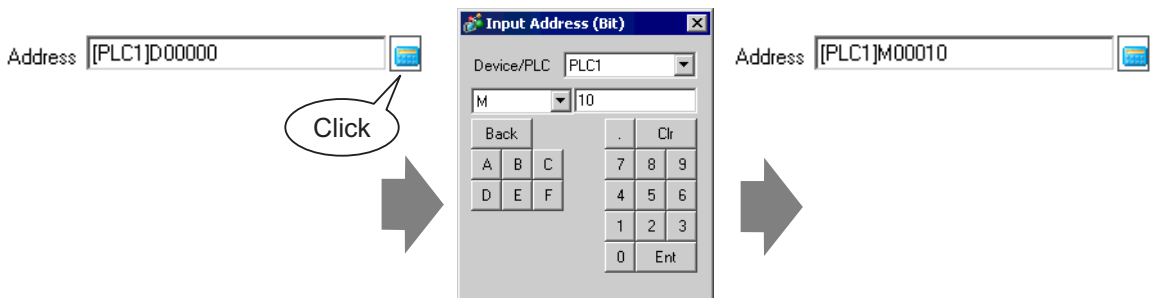 Address [PLC1]D00000
Click
Input Address (Bit)
Device/PLC PLC1
M 10
Back . Clr
A B C 7 8 9
D E F 4 5 6
1 2 3
0 Ent
Address [PLC1]M00010